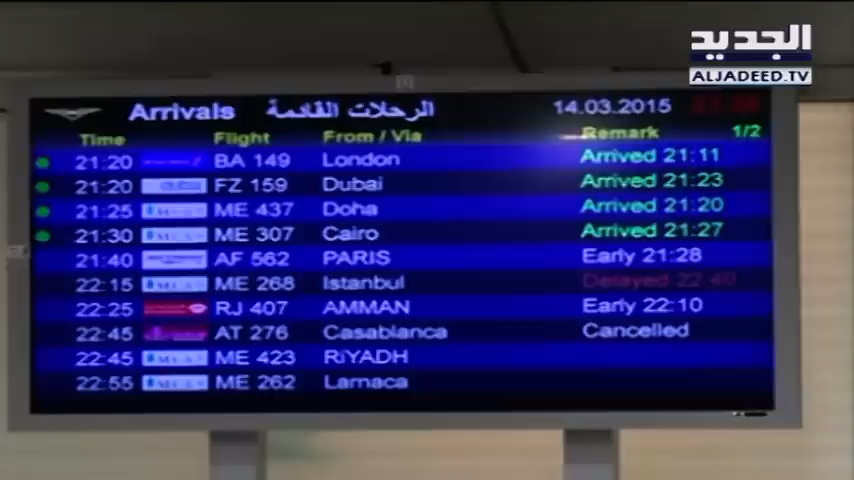 الجديد
ALJADEED.TV
Arrivals الرحلات القادمة 14.03.2015
Time Flight From / Via Remark 1/2
21:20 BA 149 London Arrived 21:11
21:20 FZ 159 Dubai Arrived 21:23
21:25 ME 437 Doha Arrived 21:20
21:30 ME 307 Cairo Arrived 21:27
21:40 AF 562 PARIS Early 21:28
22:15 ME 268 Istanbul Delayed 22:40
22:25 RJ 407 AMMAN Early 22:10
22:45 AT 276 Casablanca Cancelled
22:45 ME 423 RiYADH
22:55 ME 262 Larnaca